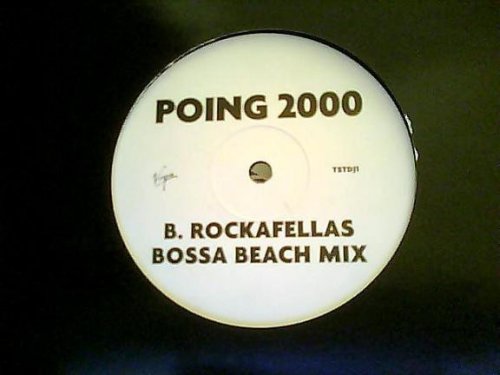 POING 2000
Virgin
TSTDJ1
B. ROCKAFELLAS
BOSSA BEACH MIX